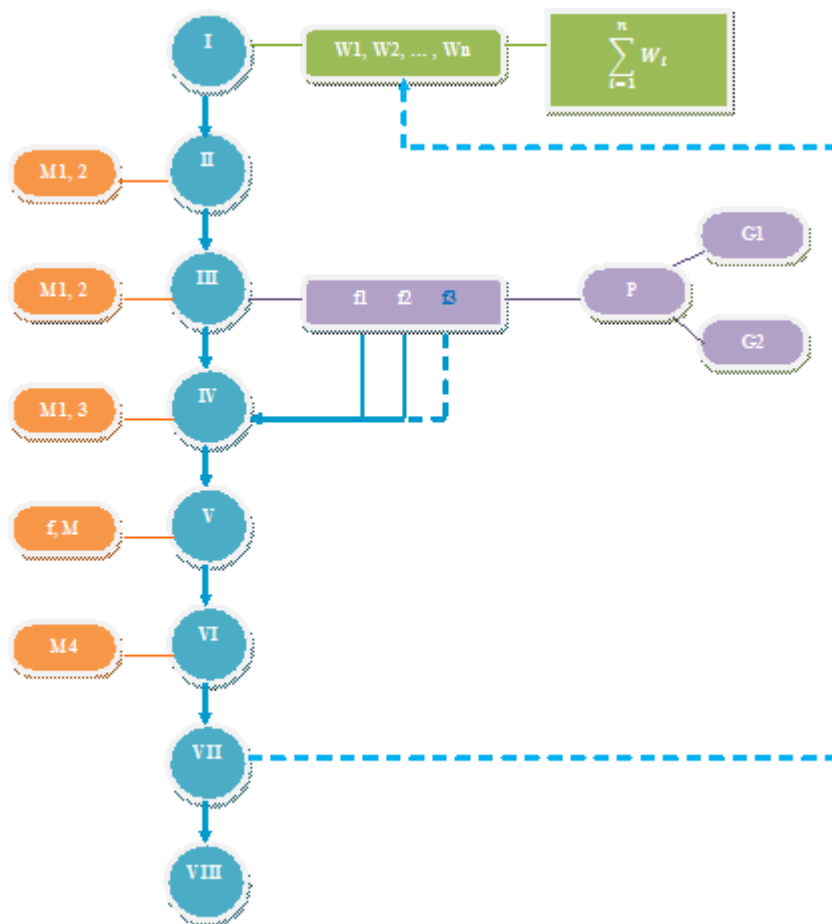 I
W1, W2, ... , Wn
n
∑ Wi
i=1
II
M1, 2
III
M1, 2
f1 f2 f3
P
G1
G2
IV
M1, 3
V
f, M
VI
M4
VII
VIII